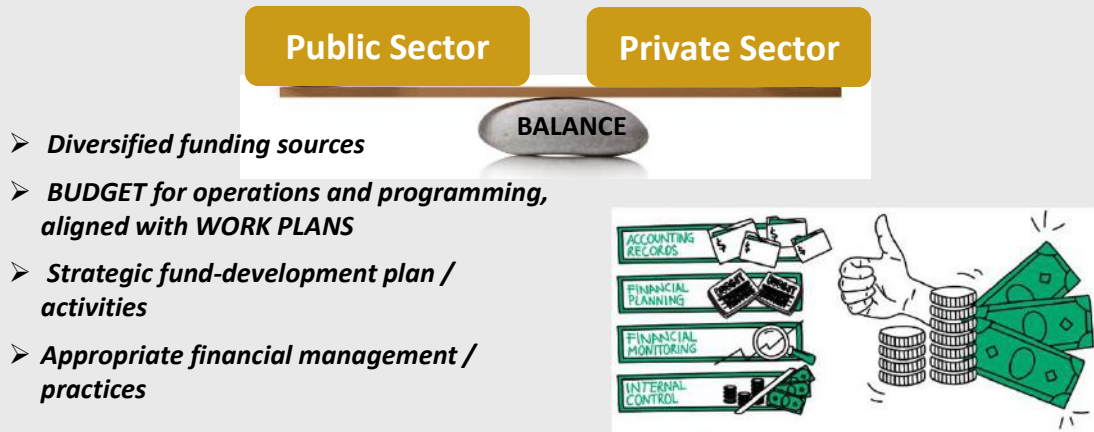 Public Sector
Private Sector
BALANCE
➢ Diversified funding sources
➢ BUDGET for operations and programming,
aligned with WORK PLANS
➢ Strategic fund-development plan /
activities
➢ Appropriate financial management /
practices
ACCOUNTING
RECORDS
FINANCIAL
PLANNING
FINANCIAL
MONITORING
INTERNAL
CONTROL